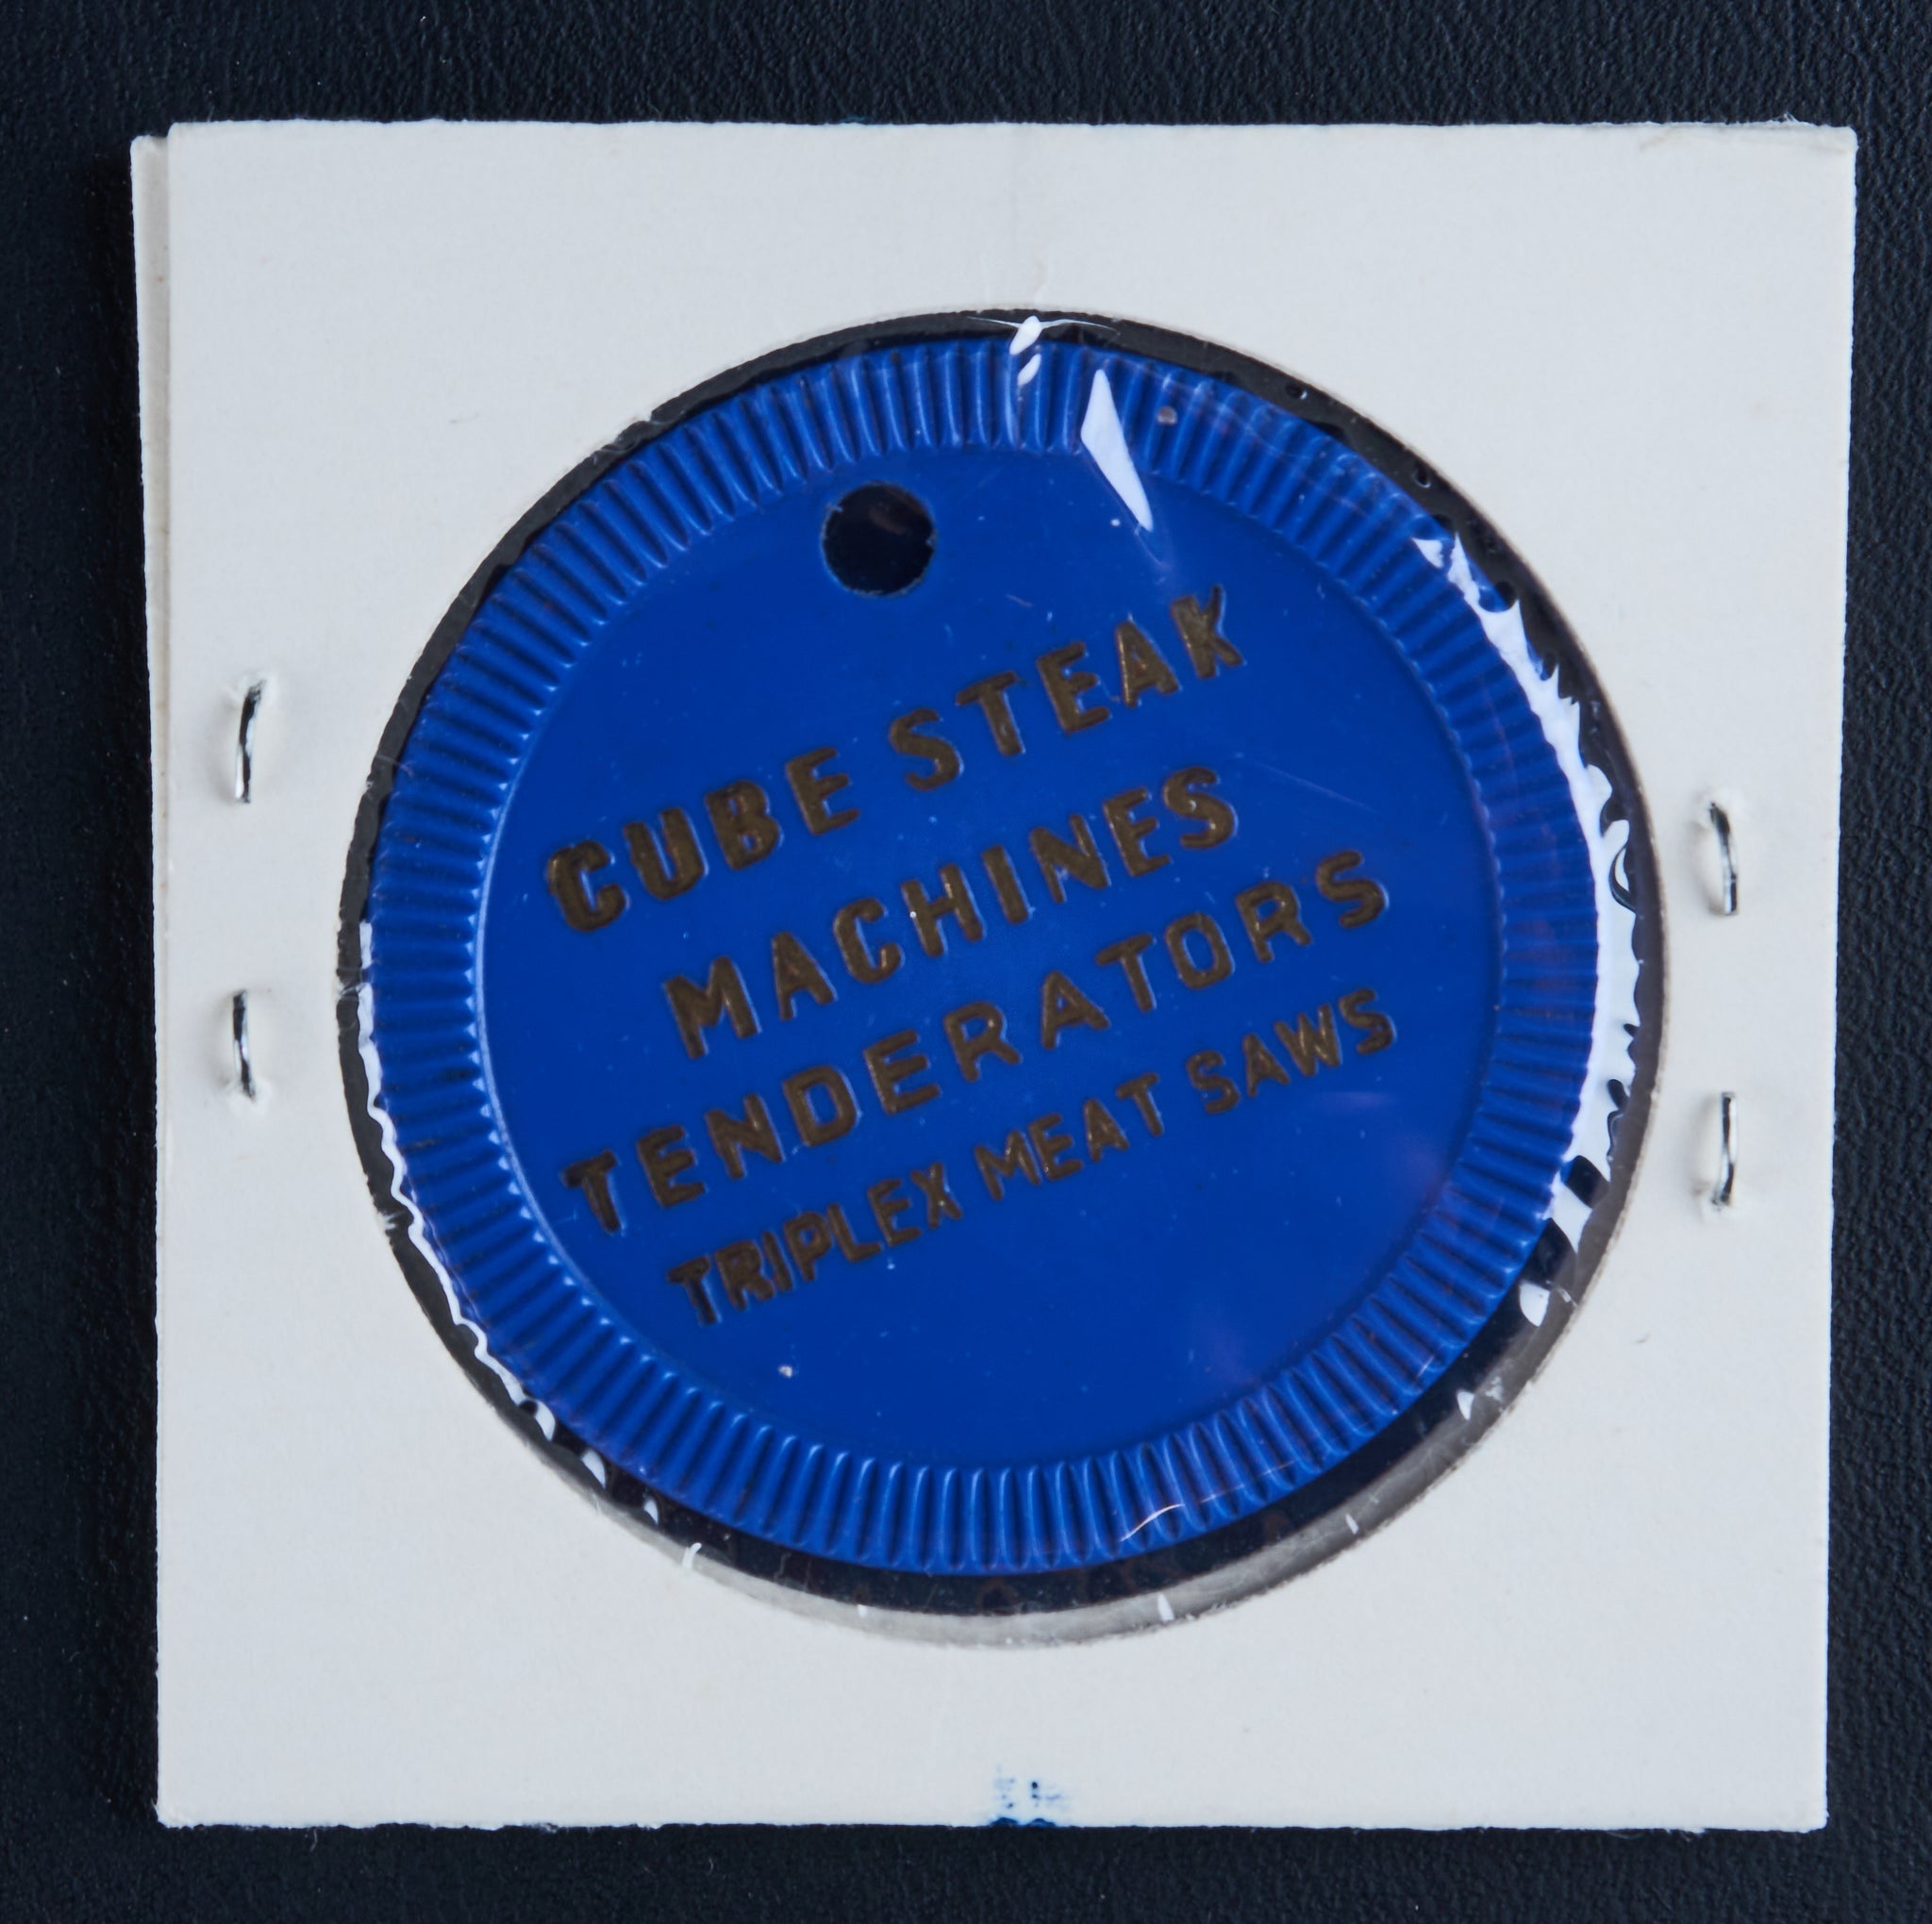 CUBE STEAK
MACHINES
TENDERATORS
TRIPLEX MEAT SAWS